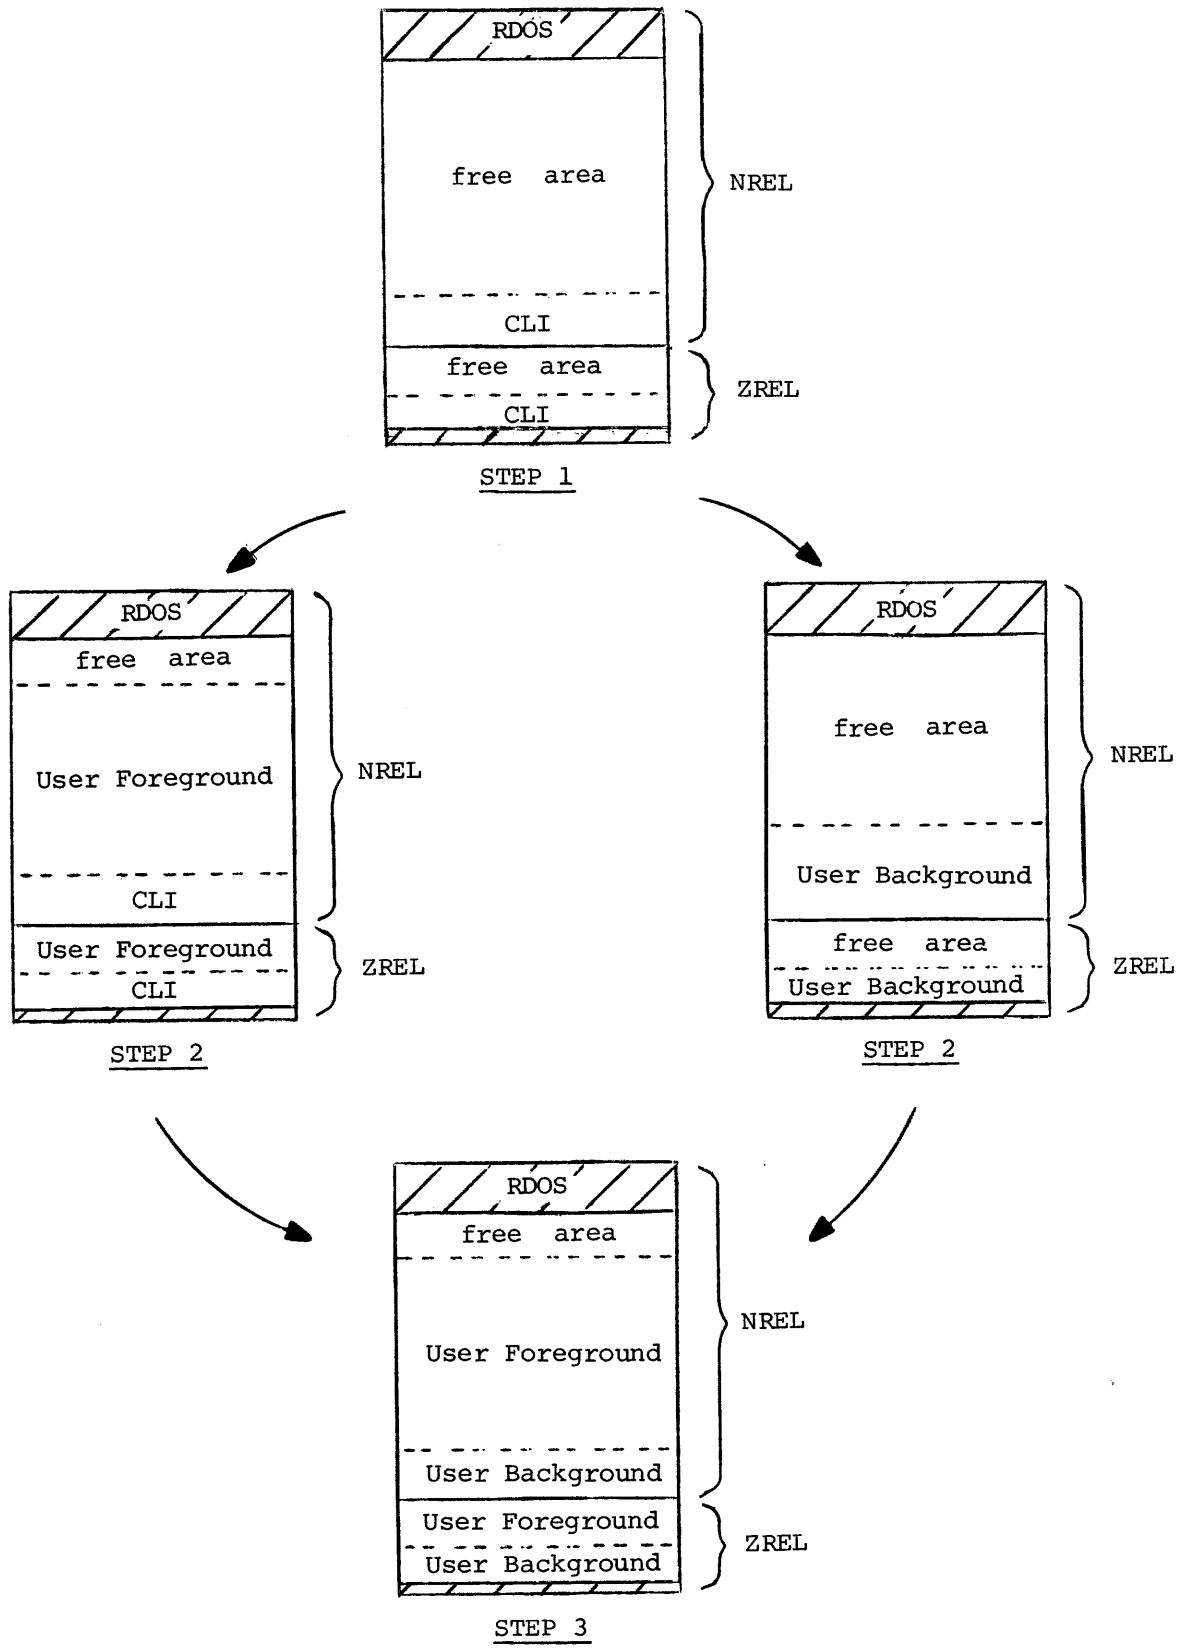 RDOS
free area
NREL
CLI
free area
ZREL
CLI
STEP 1
RDOS
free area
User Foreground
NREL
CLI
User Foreground
ZREL
CLI
STEP 2
RDOS
free area
NREL
User Background
free area
ZREL
User Background
STEP 2
RDOS
free area
NREL
User Foreground
User Background
User Foreground
ZREL
User Background
STEP 3